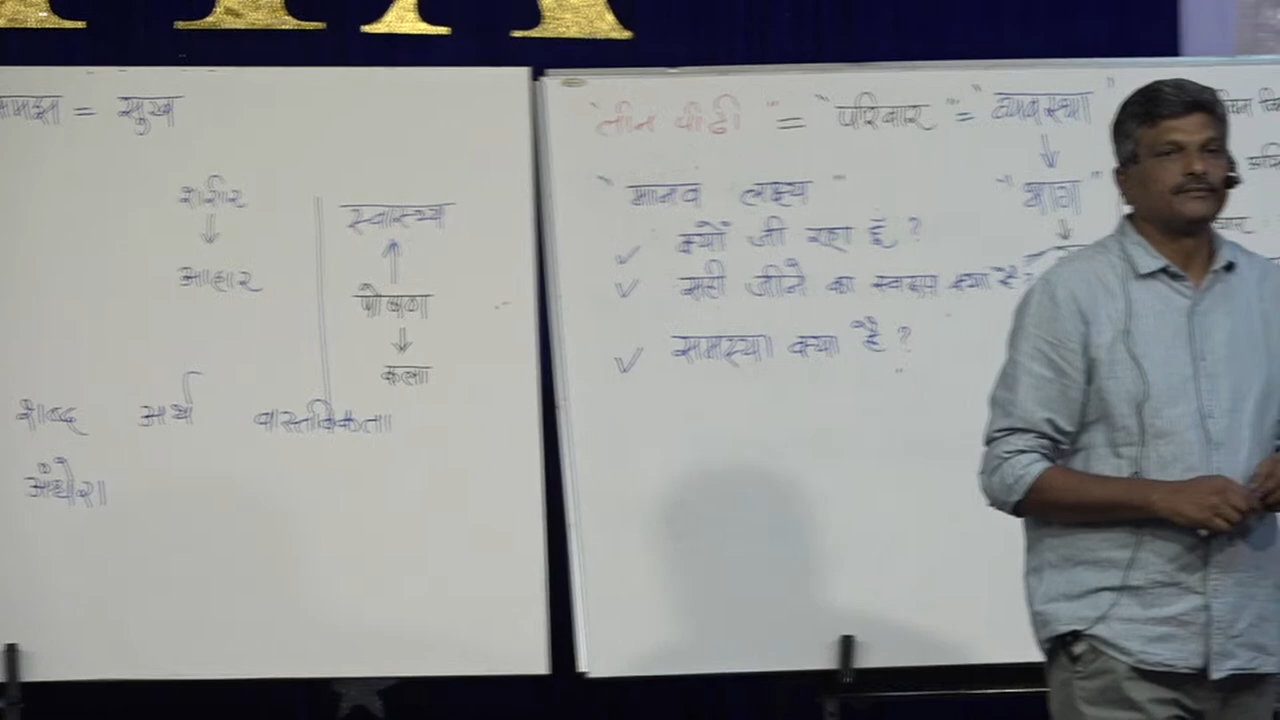 = सुख
शरीर
↓
आहार
स्वास्थ्य
↑
पोषण
↓
कला
शब्द अर्थ वास्तविकता
अंधेरा
"तीन पीढी" = "परिवार" = "व्यवस्था"
↓
"भाग"
↓
"मानव लक्ष्य"
✓ क्यों जी रहा हूँ ?
✓ सही जीने का स्वरूप क्या है
✓ समस्या क्या है ?